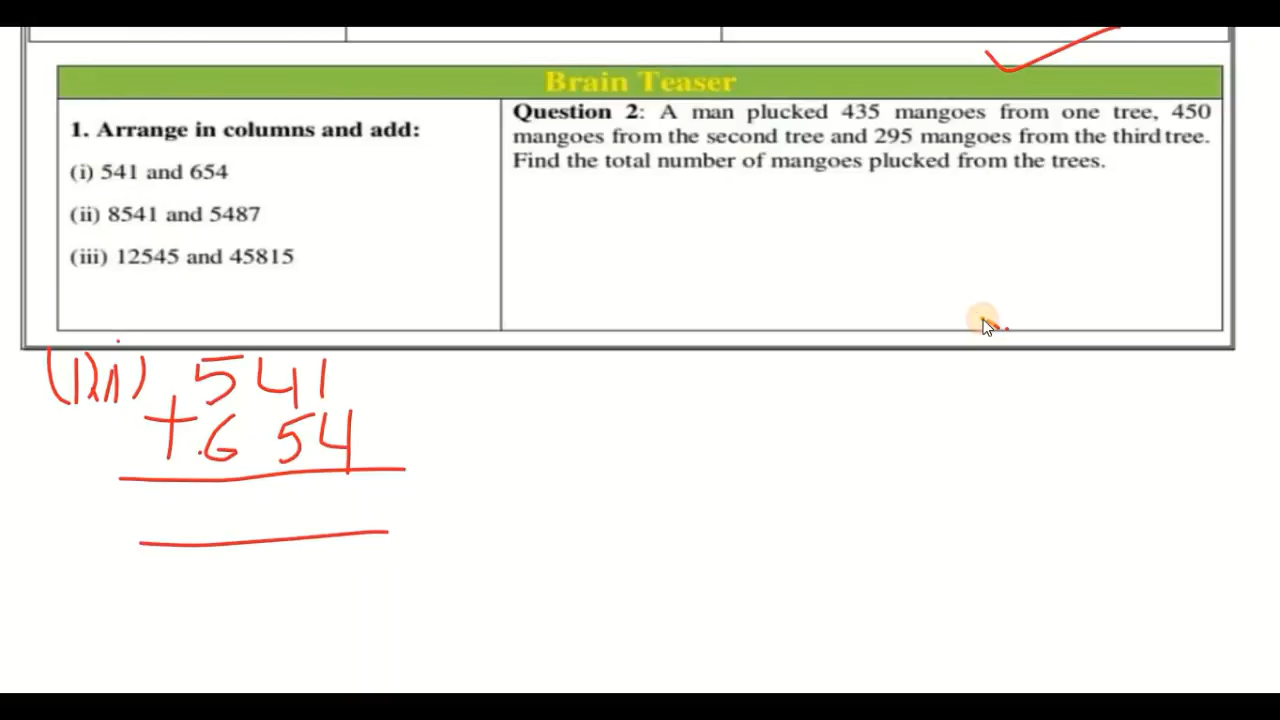 Brain Teaser
1. Arrange in columns and add:
(i) 541 and 654
(ii) 8541 and 5487
(iii) 12545 and 45815
Question 2: A man plucked 435 mangoes from one tree, 450
mangoes from the second tree and 295 mangoes from the third tree.
Find the total number of mangoes plucked from the trees.
541
+ 654